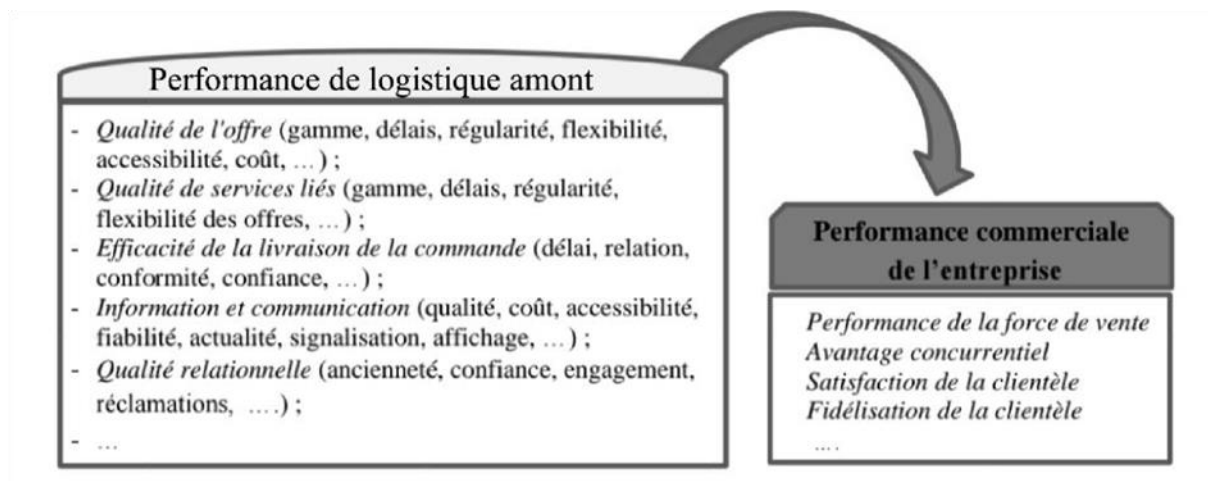 Performance de logistique amont
- Qualité de l'offre (gamme, délais, régularité, flexibilité,
accessibilité, coût, …) ;
- Qualité de services liés (gamme, délais, régularité,
flexibilité des offres, …) ;
- Efficacité de la livraison de la commande (délai, relation,
conformité, confiance, …) ;
- Information et communication (qualité, coût, accessibilité,
fiabilité, actualité, signalisation, affichage, …) ;
- Qualité relationnelle (ancienneté, confiance, engagement,
réclamations, ….) ;
- …
Performance commerciale
de l’entreprise
Performance de la force de vente
Avantage concurrentiel
Satisfaction de la clientèle
Fidélisation de la clientèle
….